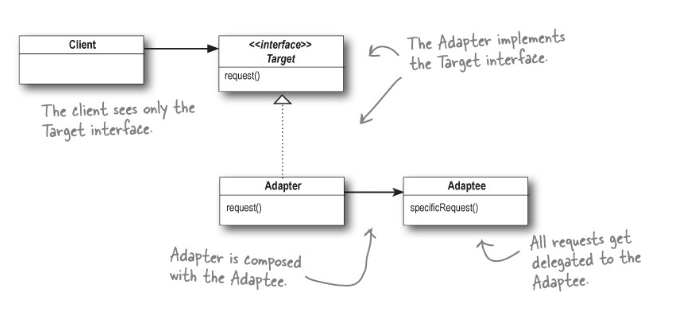 Client
<<interface>>
Target
request()
The Adapter implements
the Target interface.
The client sees only the
Target interface.
Adapter
request()
Adaptee
specificRequest()
Adapter is composed
with the Adaptee.
All requests get
delegated to the
Adaptee.